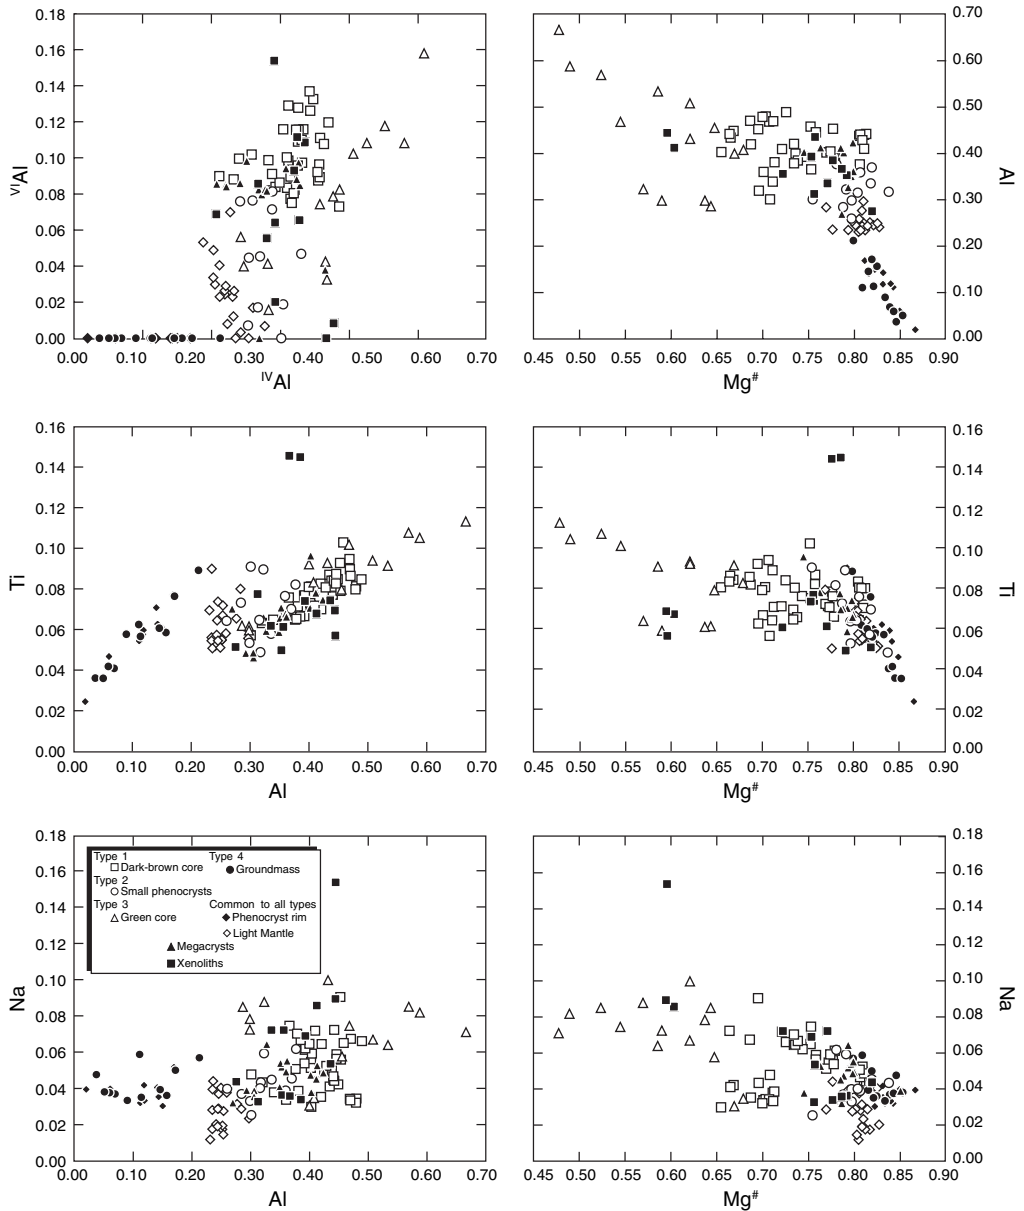 0.18
0.16
0.14
0.12
0.10
0.08
0.06
0.04
0.02
0.00
VIAl
0.00 0.10 0.20 0.30 0.40 0.50 0.60 0.70
IVAl
0.70
0.60
0.50
0.40
0.30
0.20
0.10
0.00
Al
0.45 0.50 0.55 0.60 0.65 0.70 0.75 0.80 0.85 0.90
Mg#
0.16
0.14
0.12
0.10
0.08
0.06
0.04
0.02
0.00
Ti
0.00 0.10 0.20 0.30 0.40 0.50 0.60 0.70
Al
0.16
0.14
0.12
0.10
0.08
0.06
0.04
0.02
0.00
Ti
0.45 0.50 0.55 0.60 0.65 0.70 0.75 0.80 0.85 0.90
Mg#
0.18
0.16
0.14
0.12
0.10
0.08
0.06
0.04
0.02
0.00
Na
Type 1 Type 4
Dark-brown core Groundmass
Type 2
Small phenocrysts
Type 3 Common to all types
Green core Phenocryst rim
Light Mantle
Megacrysts
Xenoliths
0.00 0.10 0.20 0.30 0.40 0.50 0.60 0.70
Al
0.18
0.16
0.14
0.12
0.10
0.08
0.06
0.04
0.02
0.00
Na
0.45 0.50 0.55 0.60 0.65 0.70 0.75 0.80 0.85 0.90
Mg#